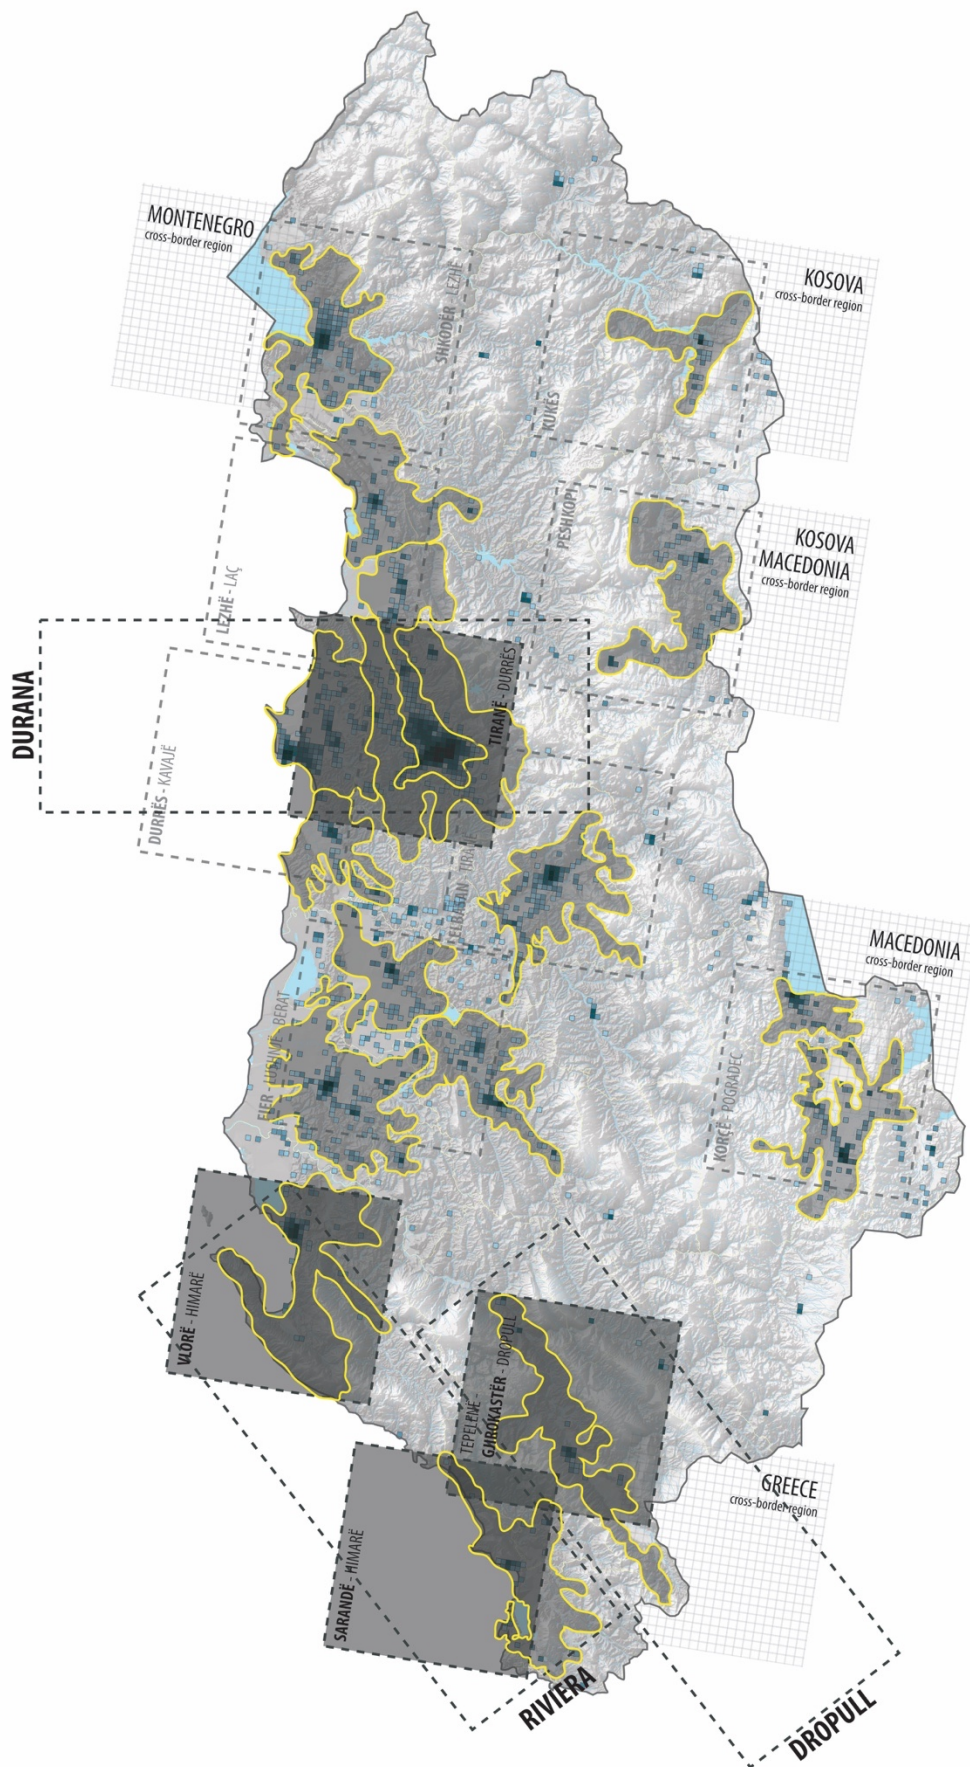 MONTENEGRO
cross-border region
KOSOVA
cross-border region
SHKODËR LEZHË
KUKËS
PESHKOPI
KOSOVA
MACEDONIA
cross-border region
LEZHË - LAÇ
DURANA
TIRANË - DURRËS
DURRËS - KAVAJË
ELBASAN TIRANË
MACEDONIA
cross-border region
FIER - LUSHNJE - BERAT
KORÇË POGRADEC
VLORË - HIMARË
TEPELENË -
GJIROKASTËR - DROPULL
GREECE
cross-border region
SARANDË - HIMARË
RIVIERA
DROPULL